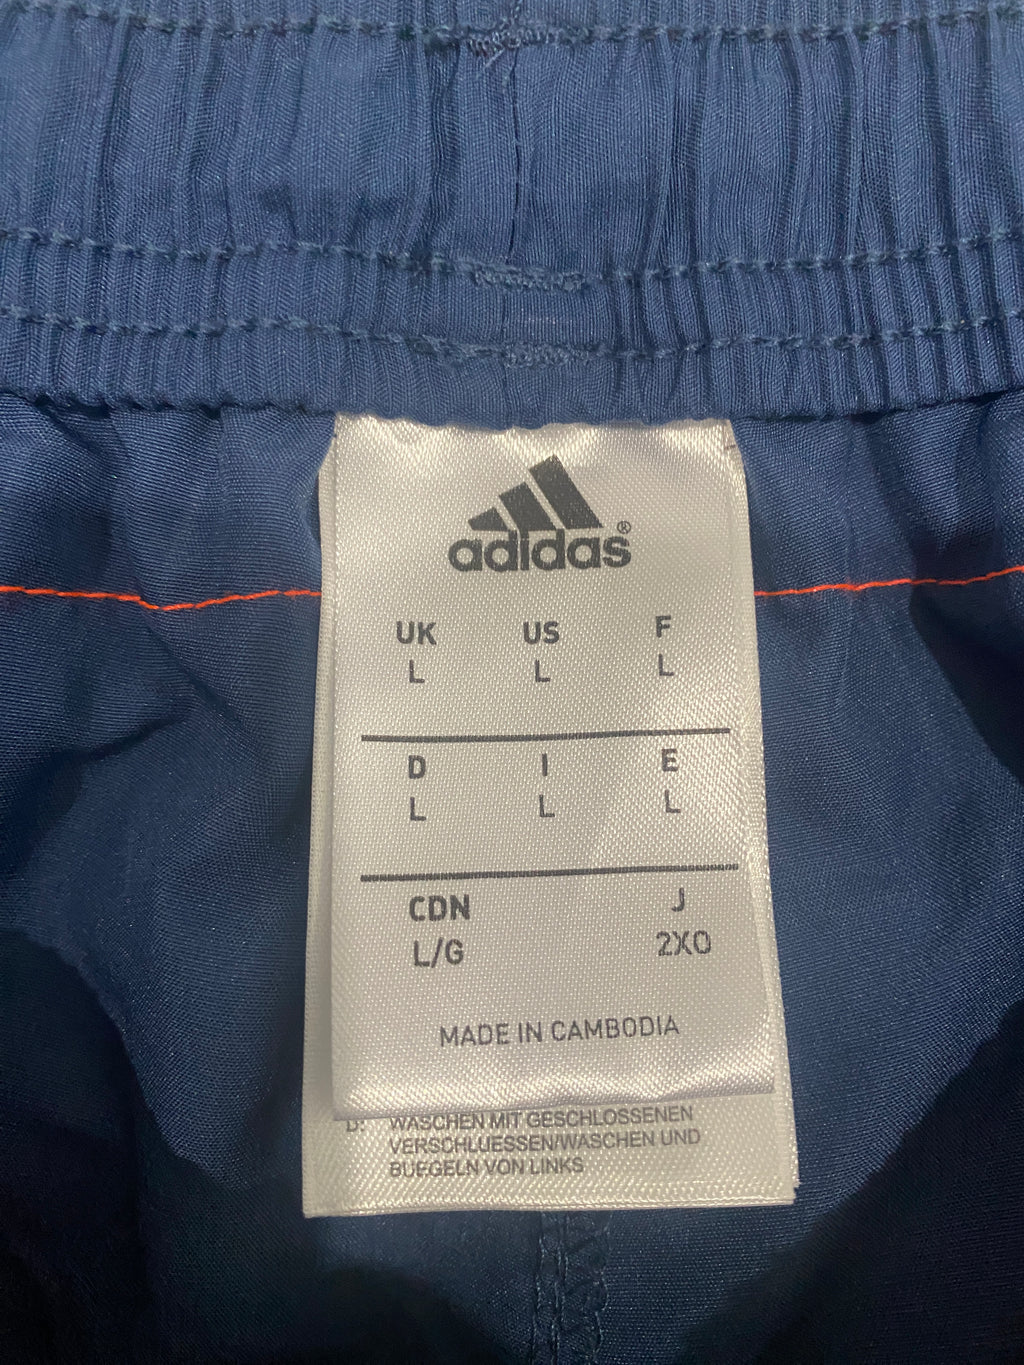 adidas®
UK US F
L L L
D I E
L L L
CDN J
L/G 2XO
MADE IN CAMBODIA
D: WASCHEN MIT GESCHLOSSENEN
VERSCHLUESSEN/WASCHEN UND
BUEGELN VON LINKS